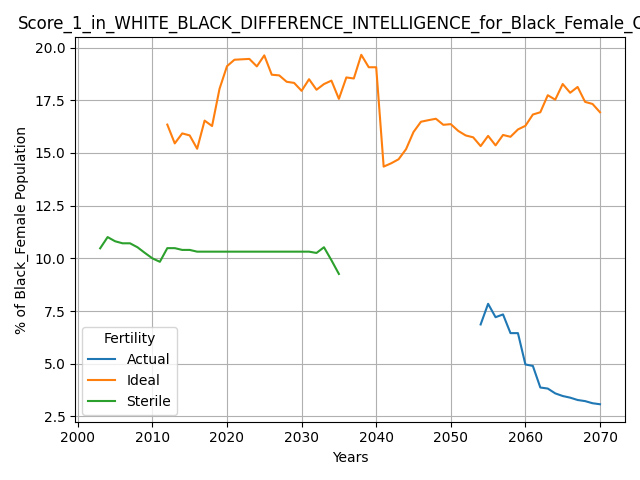 Score_1_in_WHITE_BLACK_DIFFERENCE_INTELLIGENCE_for_Black_Female_
% of Black_Female Population
20.0
17.5
15.0
12.5
10.0
7.5
5.0
2.5
Fertility
Actual
Ideal
Sterile
2000
2010
2020
2030
2040
2050
2060
2070
Years